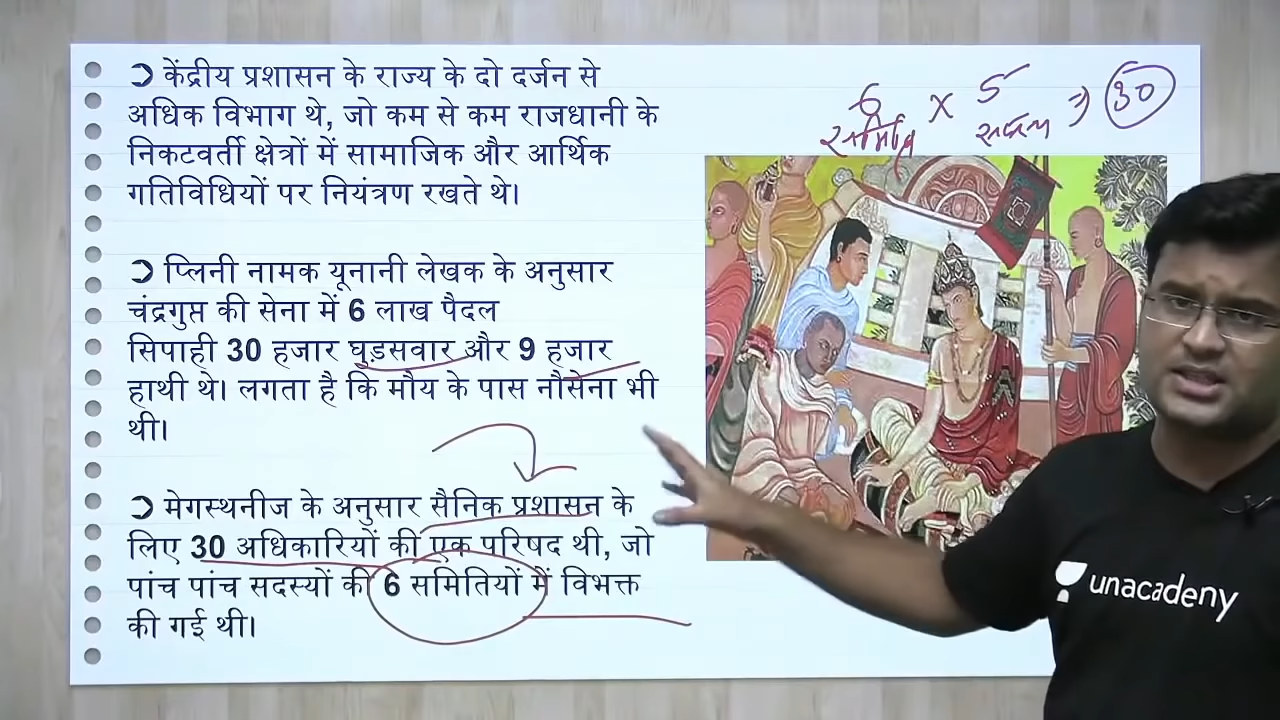 ➲ केंद्रीय प्रशासन के राज्य के दो दर्जन से
अधिक विभाग थे, जो कम से कम राजधानी के
निकटवर्ती क्षेत्रों में सामाजिक और आर्थिक
गतिविधियों पर नियंत्रण रखते थे।
➲ प्लिनी नामक यूनानी लेखक के अनुसार
चंद्रगुप्त की सेना में 6 लाख पैदल
सिपाही 30 हजार घुड़सवार और 9 हजार
हाथी थे। लगता है कि मौय के पास नौसेना भी
थी।
➲ मेगस्थनीज के अनुसार सैनिक प्रशासन के
लिए 30 अधिकारियों की एक परिषद थी, जो
पांच पांच सदस्यों की 6 समितियों में विभक्त
की गई थी।
6 × 5 ⇒ 30
समिति सदस्य
unacademy